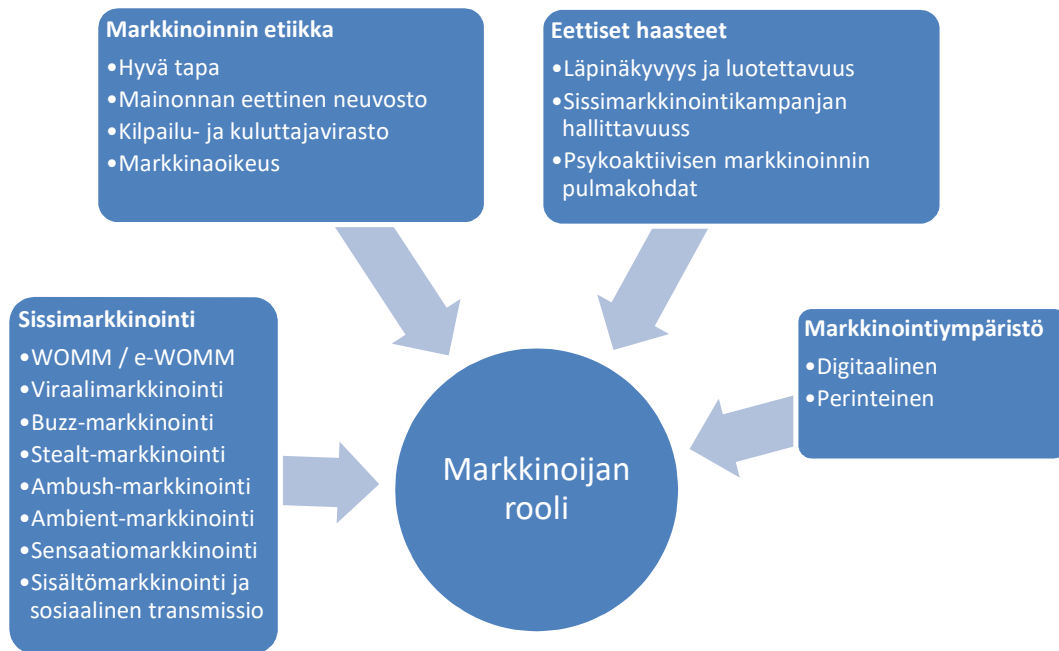 Markkinoinnin etiikka
•Hyvä tapa
•Mainonnan eettinen neuvosto
•Kilpailu- ja kuluttajavirasto
•Markkinaoikeus
Eettiset haasteet
•Läpinäkyvyys ja luotettavuus
•Sissimarkkinointikampanjan
hallittavuuss
•Psykoaktiivisen markkinoinnin
pulmakohdat
Sissimarkkinointi
•WOMM / e-WOMM
•Viraalimarkkinointi
•Buzz-markkinointi
•Stealt-markkinointi
•Ambush-markkinointi
•Ambient-markkinointi
•Sensaatiomarkkinointi
•Sisältömarkkinointi ja
sosiaalinen transmissio
Markkinointiympäristö
•Digitaalinen
•Perinteinen
Markkinoijan
rooli